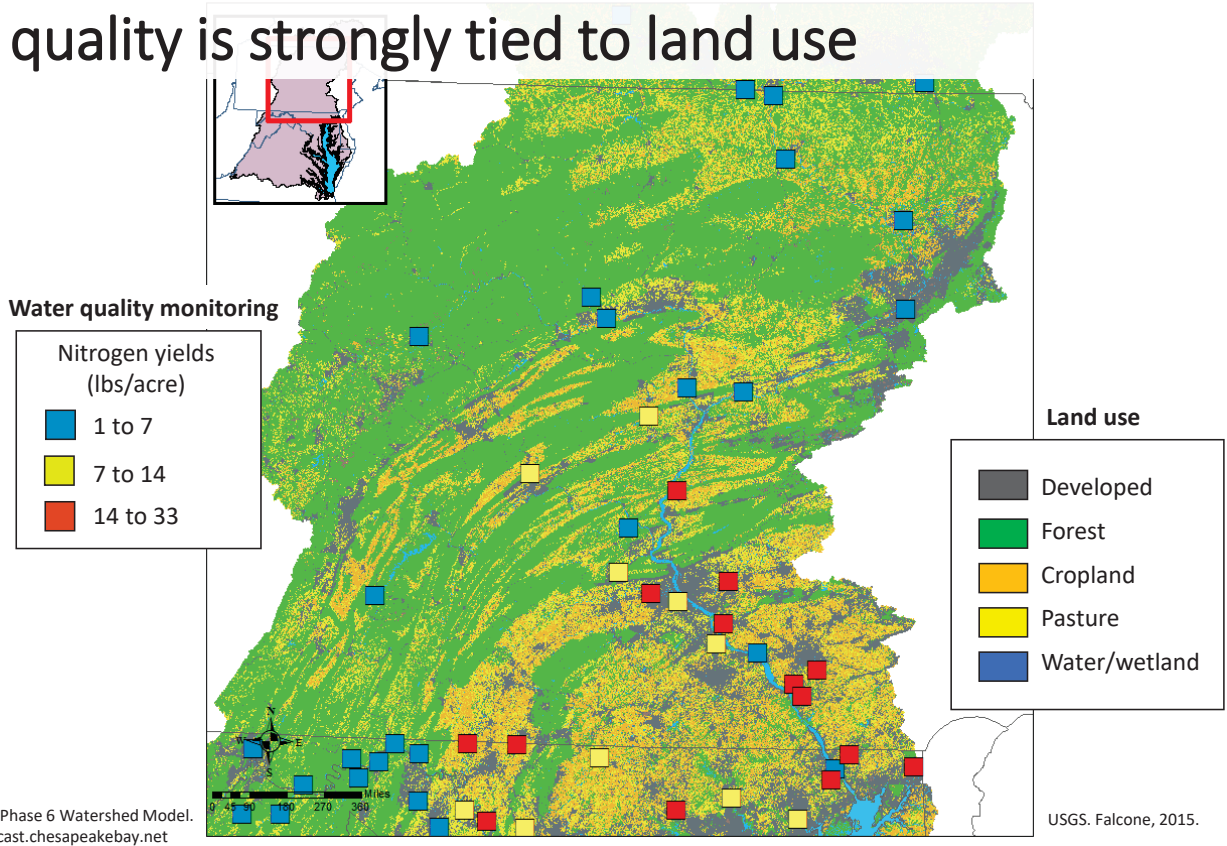 quality is strongly tied to land use
Water quality monitoring
Nitrogen yields
(lbs/acre)
1 to 7
7 to 14
14 to 33
Land use
Developed
Forest
Cropland
Pasture
Water/wetland
N
W E
S
Miles
0 45 90 180 270 360
Phase 6 Watershed Model.
cast.chesapeakebay.net
USGS. Falcone, 2015.